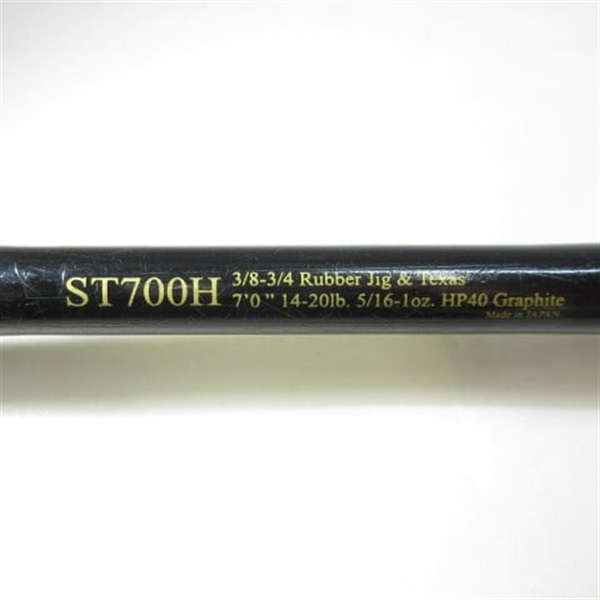 ST700H
3/8-3/4 Rubber Jig & Texas
7'0" 14-20lb. 5/16-1oz. HP40 Graphite
Made in JAPAN